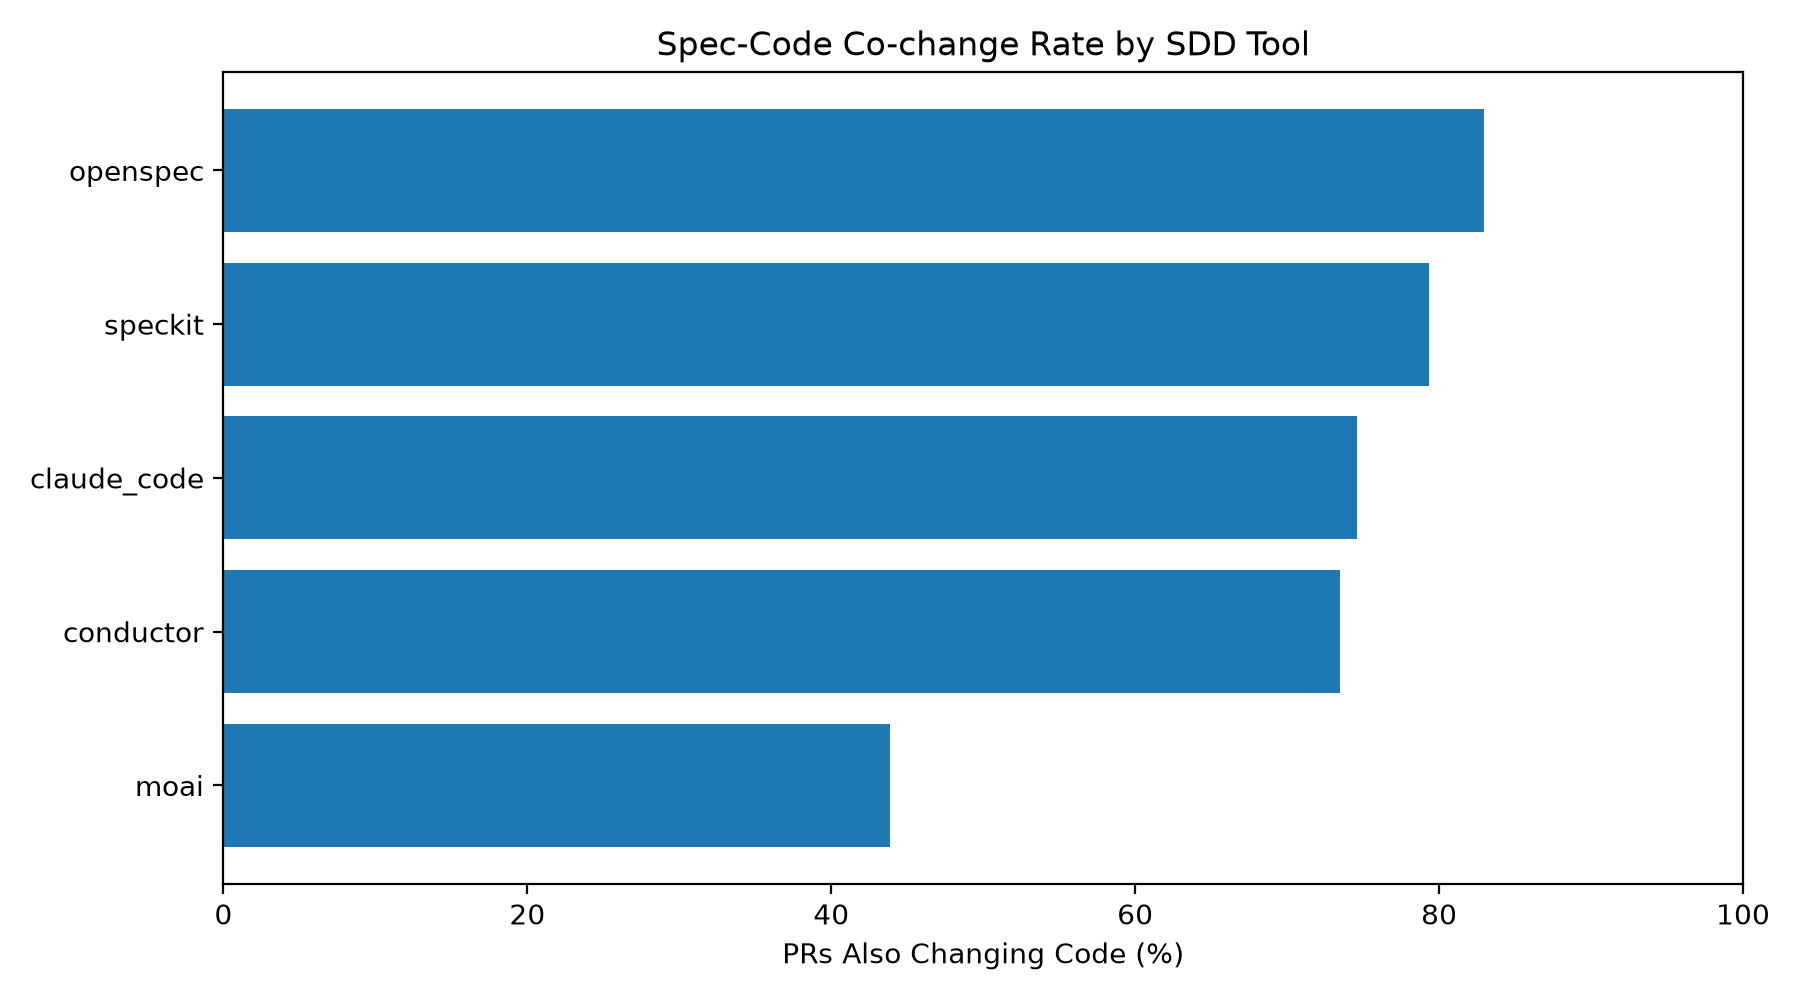 Spec-Code Co-change Rate by SDD Tool
openspec
speckit
claude_code
conductor
moai
0 20 40 60 80 100
PRs Also Changing Code (%)